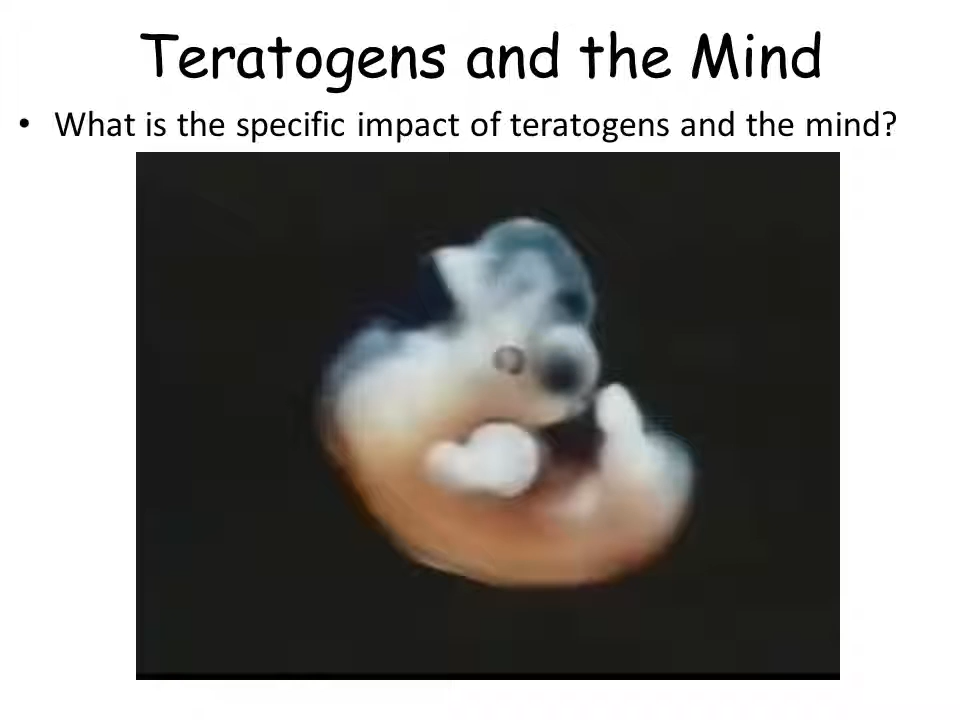 Teratogens and the Mind
• What is the specific impact of teratogens and the mind?